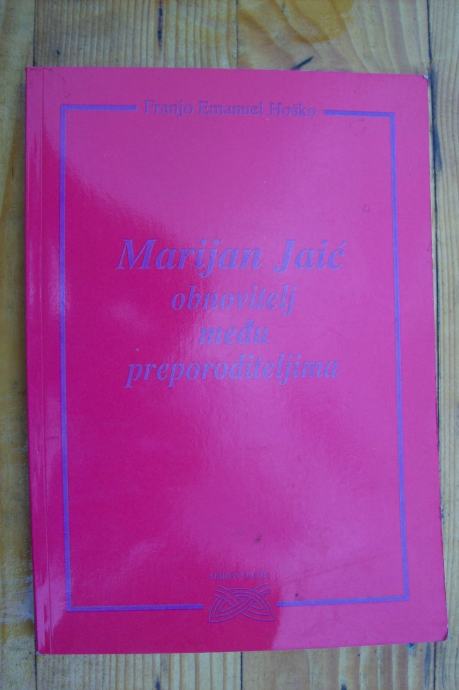 Franjo Emanuel Hoško
Marijan Jaić
obnovitelj
među
preporoditeljima